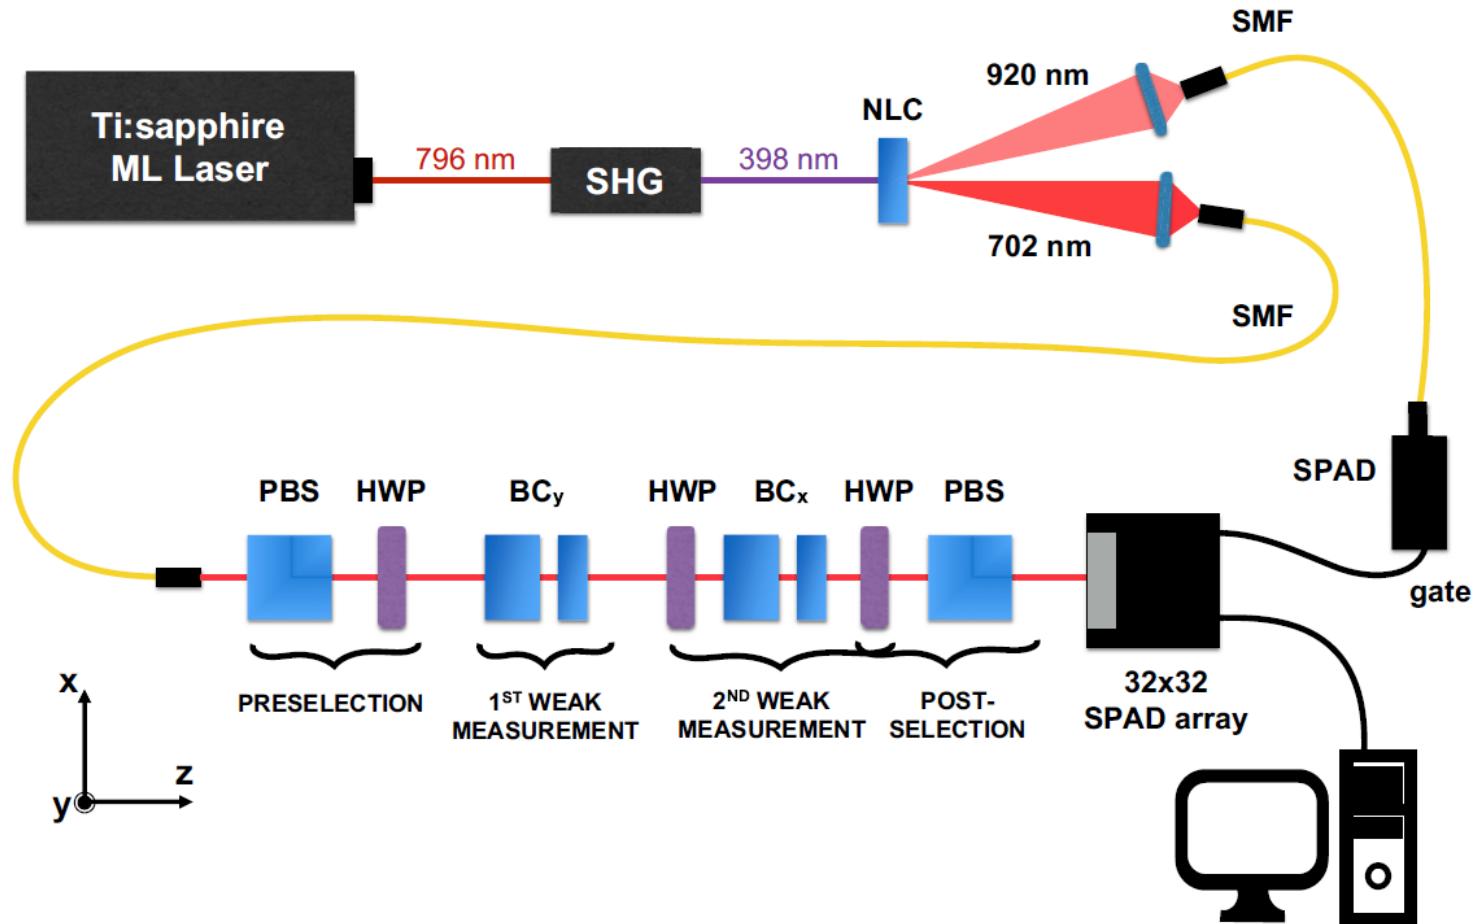 SMF
Ti:sapphire
ML Laser
796 nm
SHG
398 nm
NLC
920 nm
702 nm
SMF
SPAD
gate
PBS
HWP
BCy
HWP
BCx
HWP
PBS
PRESELECTION
1ST WEAK
MEASUREMENT
2ND WEAK
MEASUREMENT
POST-
SELECTION
32x32
SPAD array
x
y
z